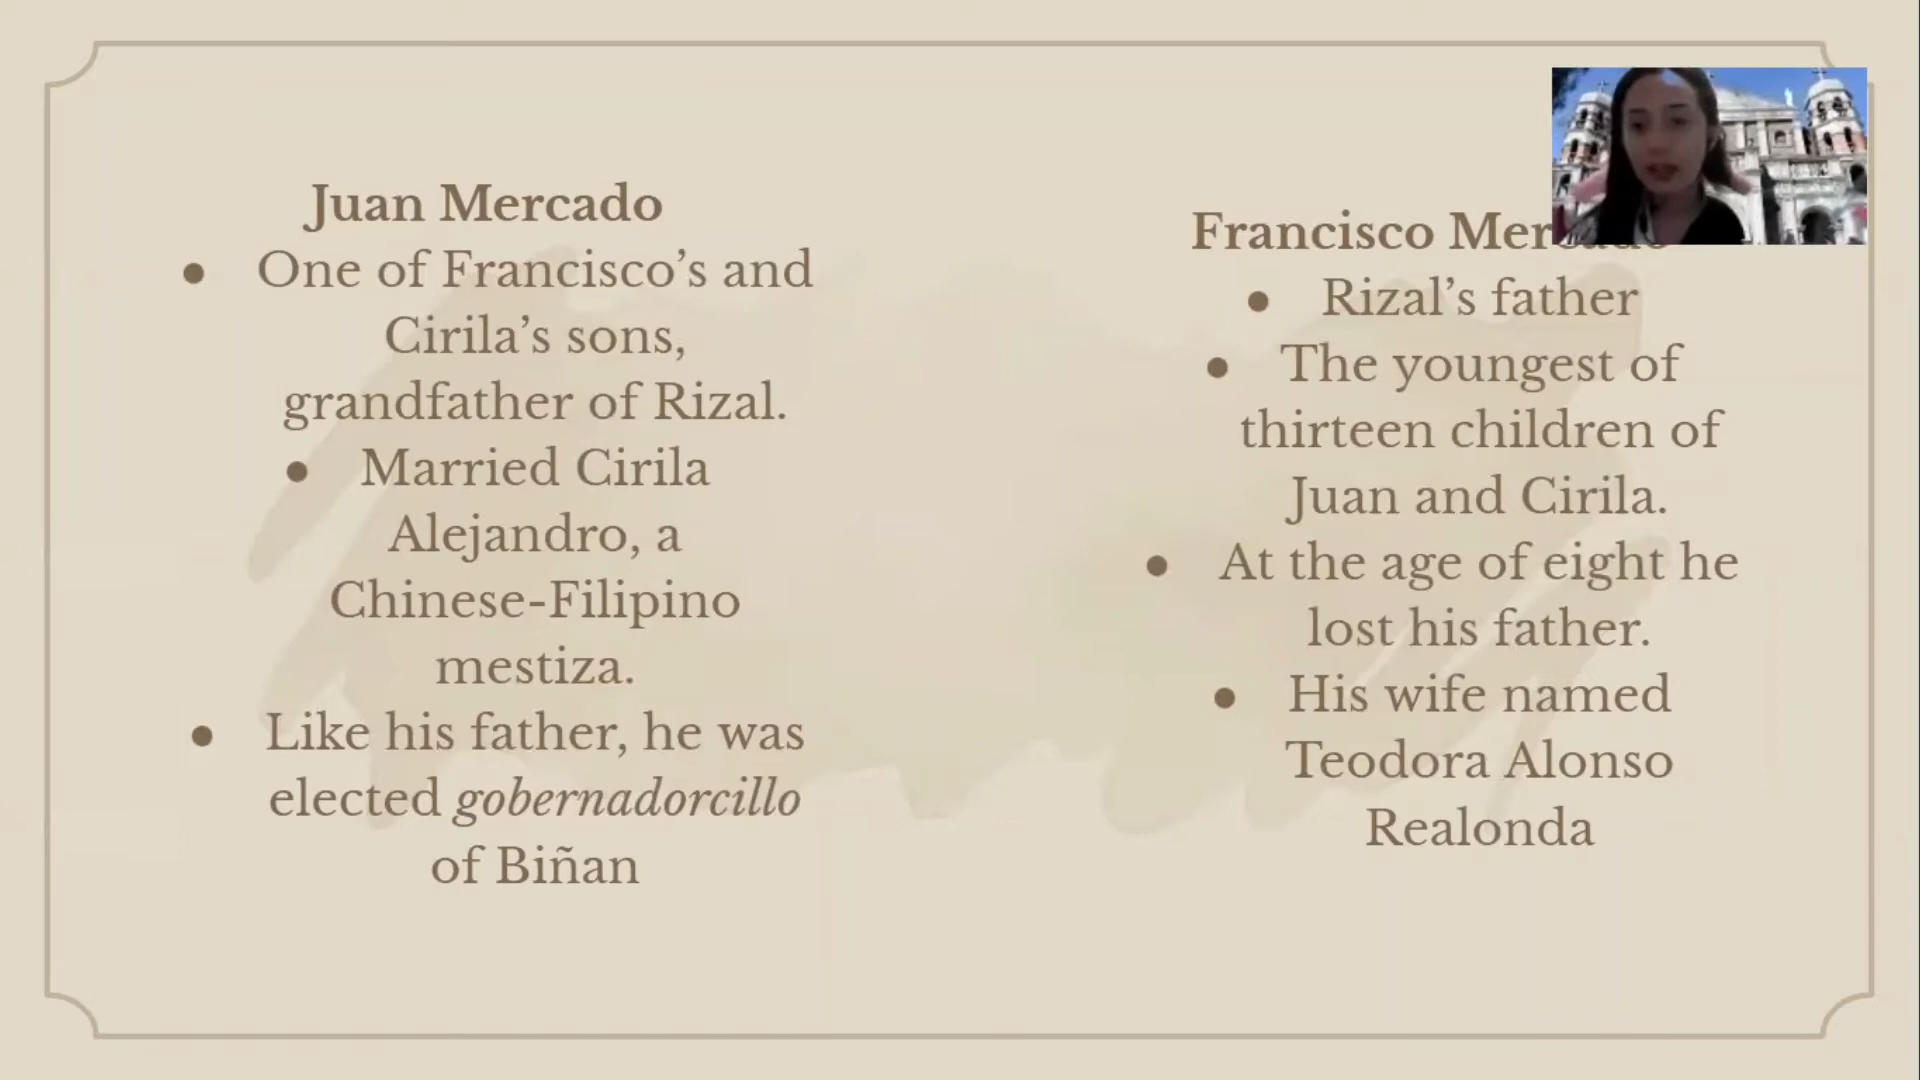 Juan Mercado
● One of Francisco’s and
Cirila’s sons,
grandfather of Rizal.
● Married Cirila
Alejandro, a
Chinese-Filipino
mestiza.
● Like his father, he was
elected gobernadorcillo
of Biñan
Francisco Mercado
● Rizal’s father
● The youngest of
thirteen children of
Juan and Cirila.
● At the age of eight he
lost his father.
● His wife named
Teodora Alonso
Realonda